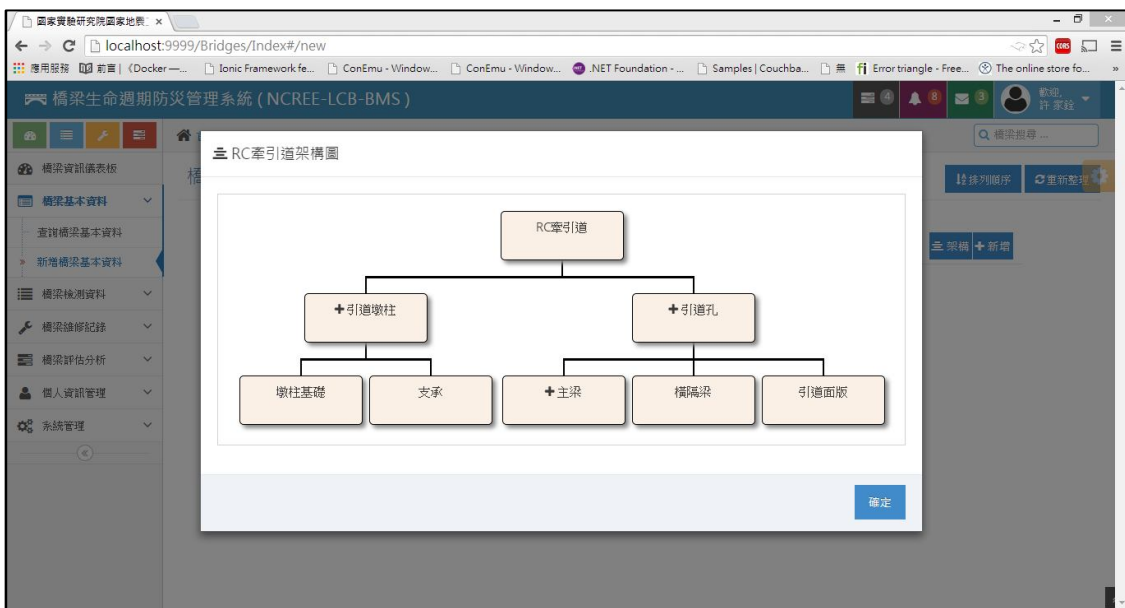 國家實驗研究院國家地震
localhost:9999/Bridges/Index#/new
應用服務 前言 | 《Docker —... Ionic Framework fe... ConEmu - Window... ConEmu - Window... .NET Foundation - ... Samples | Couchba... 無 Error triangle - Free... The online store fo... »
橋梁生命週期防災管理系統 ( NCREE-LCB-BMS ) 4 8 3 歡迎,
許 家銓
橋梁搜尋 ...
RC牽引道架構圖
橋梁資訊儀表板
橋 排列順序 重新整理
橋梁基本資料
查詢橋梁基本資料
RC牽引道
架構 新增
新增橋梁基本資料
橋梁檢測資料
引道墩柱 引道孔
橋梁維修紀錄
橋梁評估分析
墩柱基礎 支承 主梁 橫隔梁 引道面版
個人資訊管理
系統管理
確定